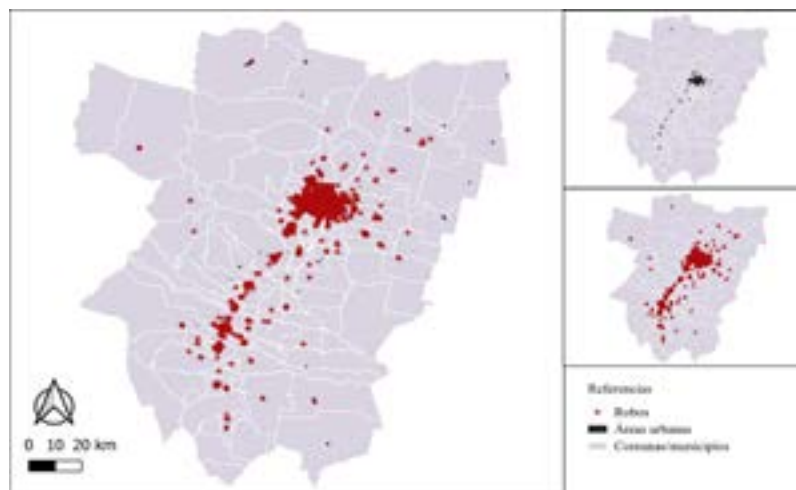 0 10 20 km
Referencias
Robos
Áreas urbanas
Comunas/municipios